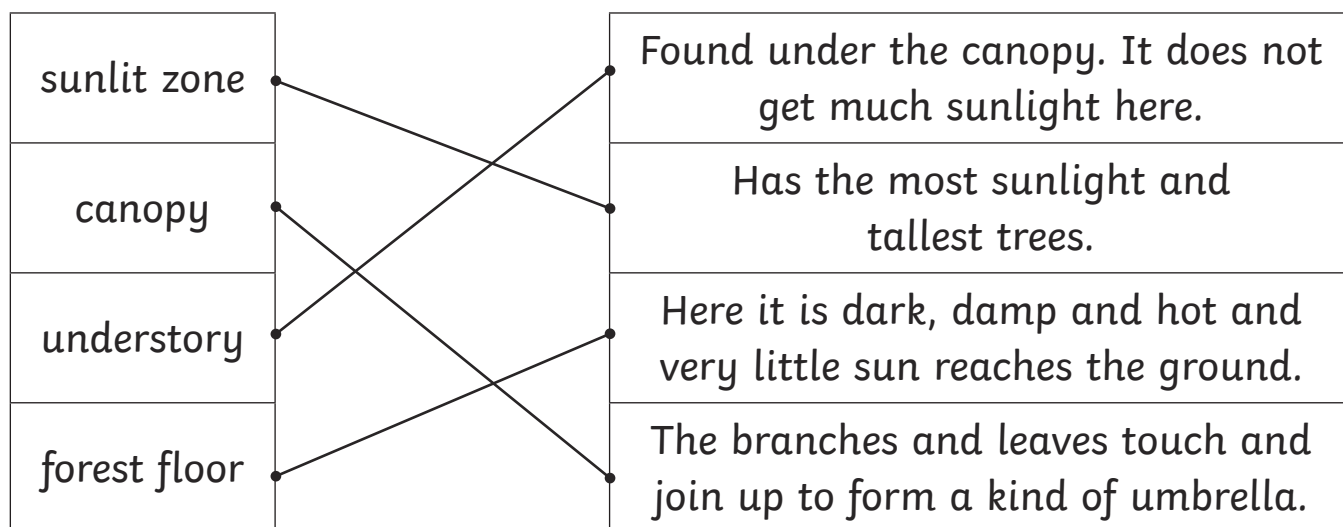 sunlit zone
canopy
understory
forest floor
Found under the canopy. It does not
get much sunlight here.
Has the most sunlight and
tallest trees.
Here it is dark, damp and hot and
very little sun reaches the ground.
The branches and leaves touch and
join up to form a kind of umbrella.